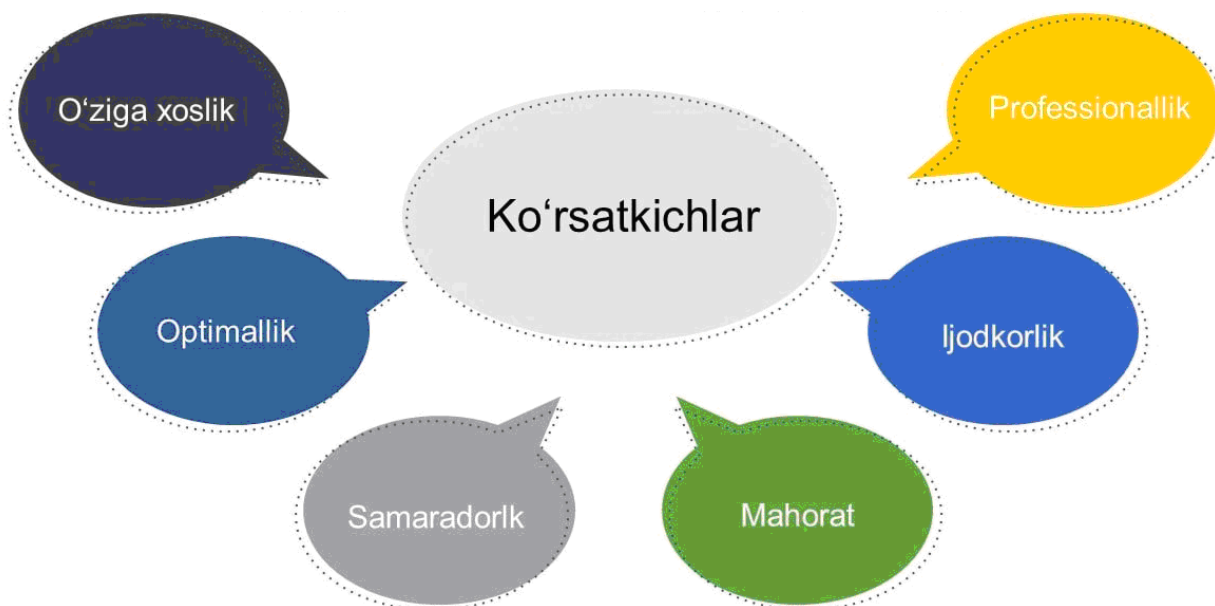 O‘ziga xoslik
Professionallik
Ko‘rsatkichlar
Optimallik
Ijodkorlik
Samaradorlk
Mahorat